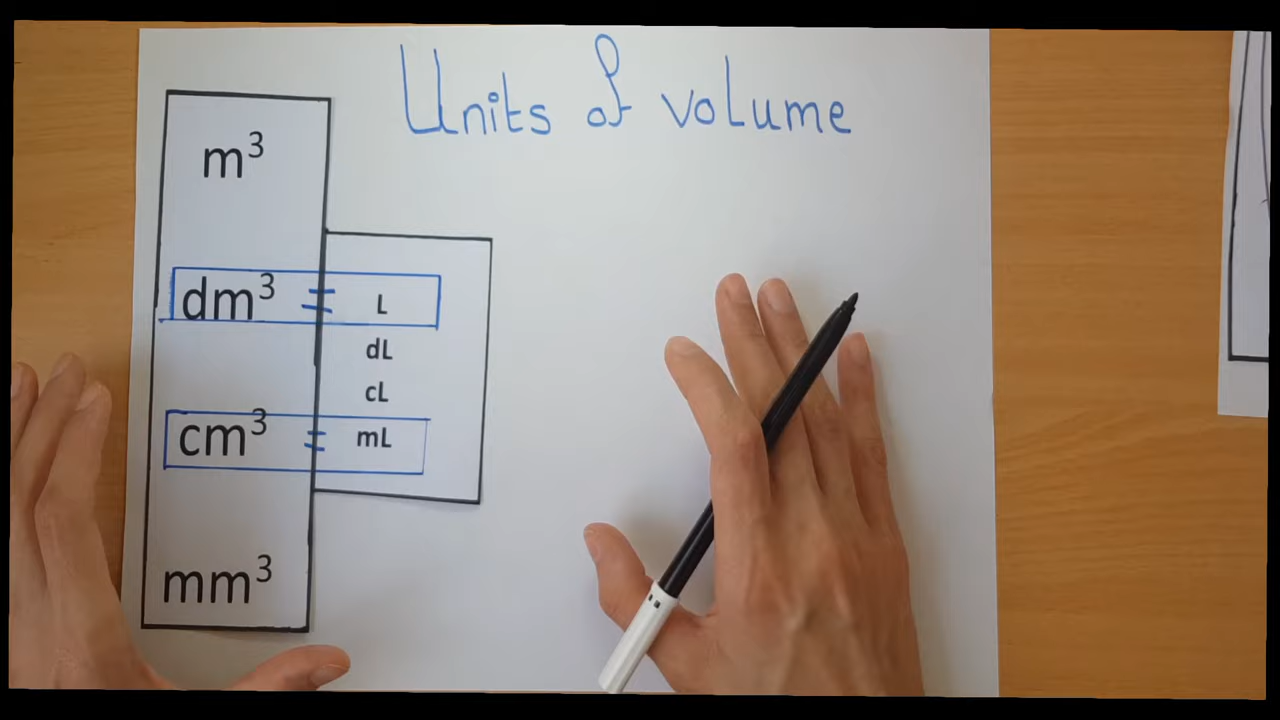 Units of volume
m³
dm³ = L
dL
cL
cm³ = mL
mm³